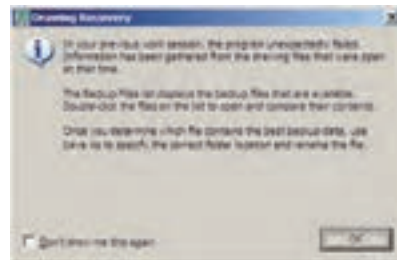 Drawing Recovery
In your previous work session, the program unexpectedly failed.
Information has been gathered from the drawing files that were open
at that time.
The Backup Files list displays the backup files that are available.
Double-click the files on the list to open and compare their contents.
Once you determine which file contains the best backup data, use
Save As to specify the correct folder location and rename the file.
Don't show me this again
OK